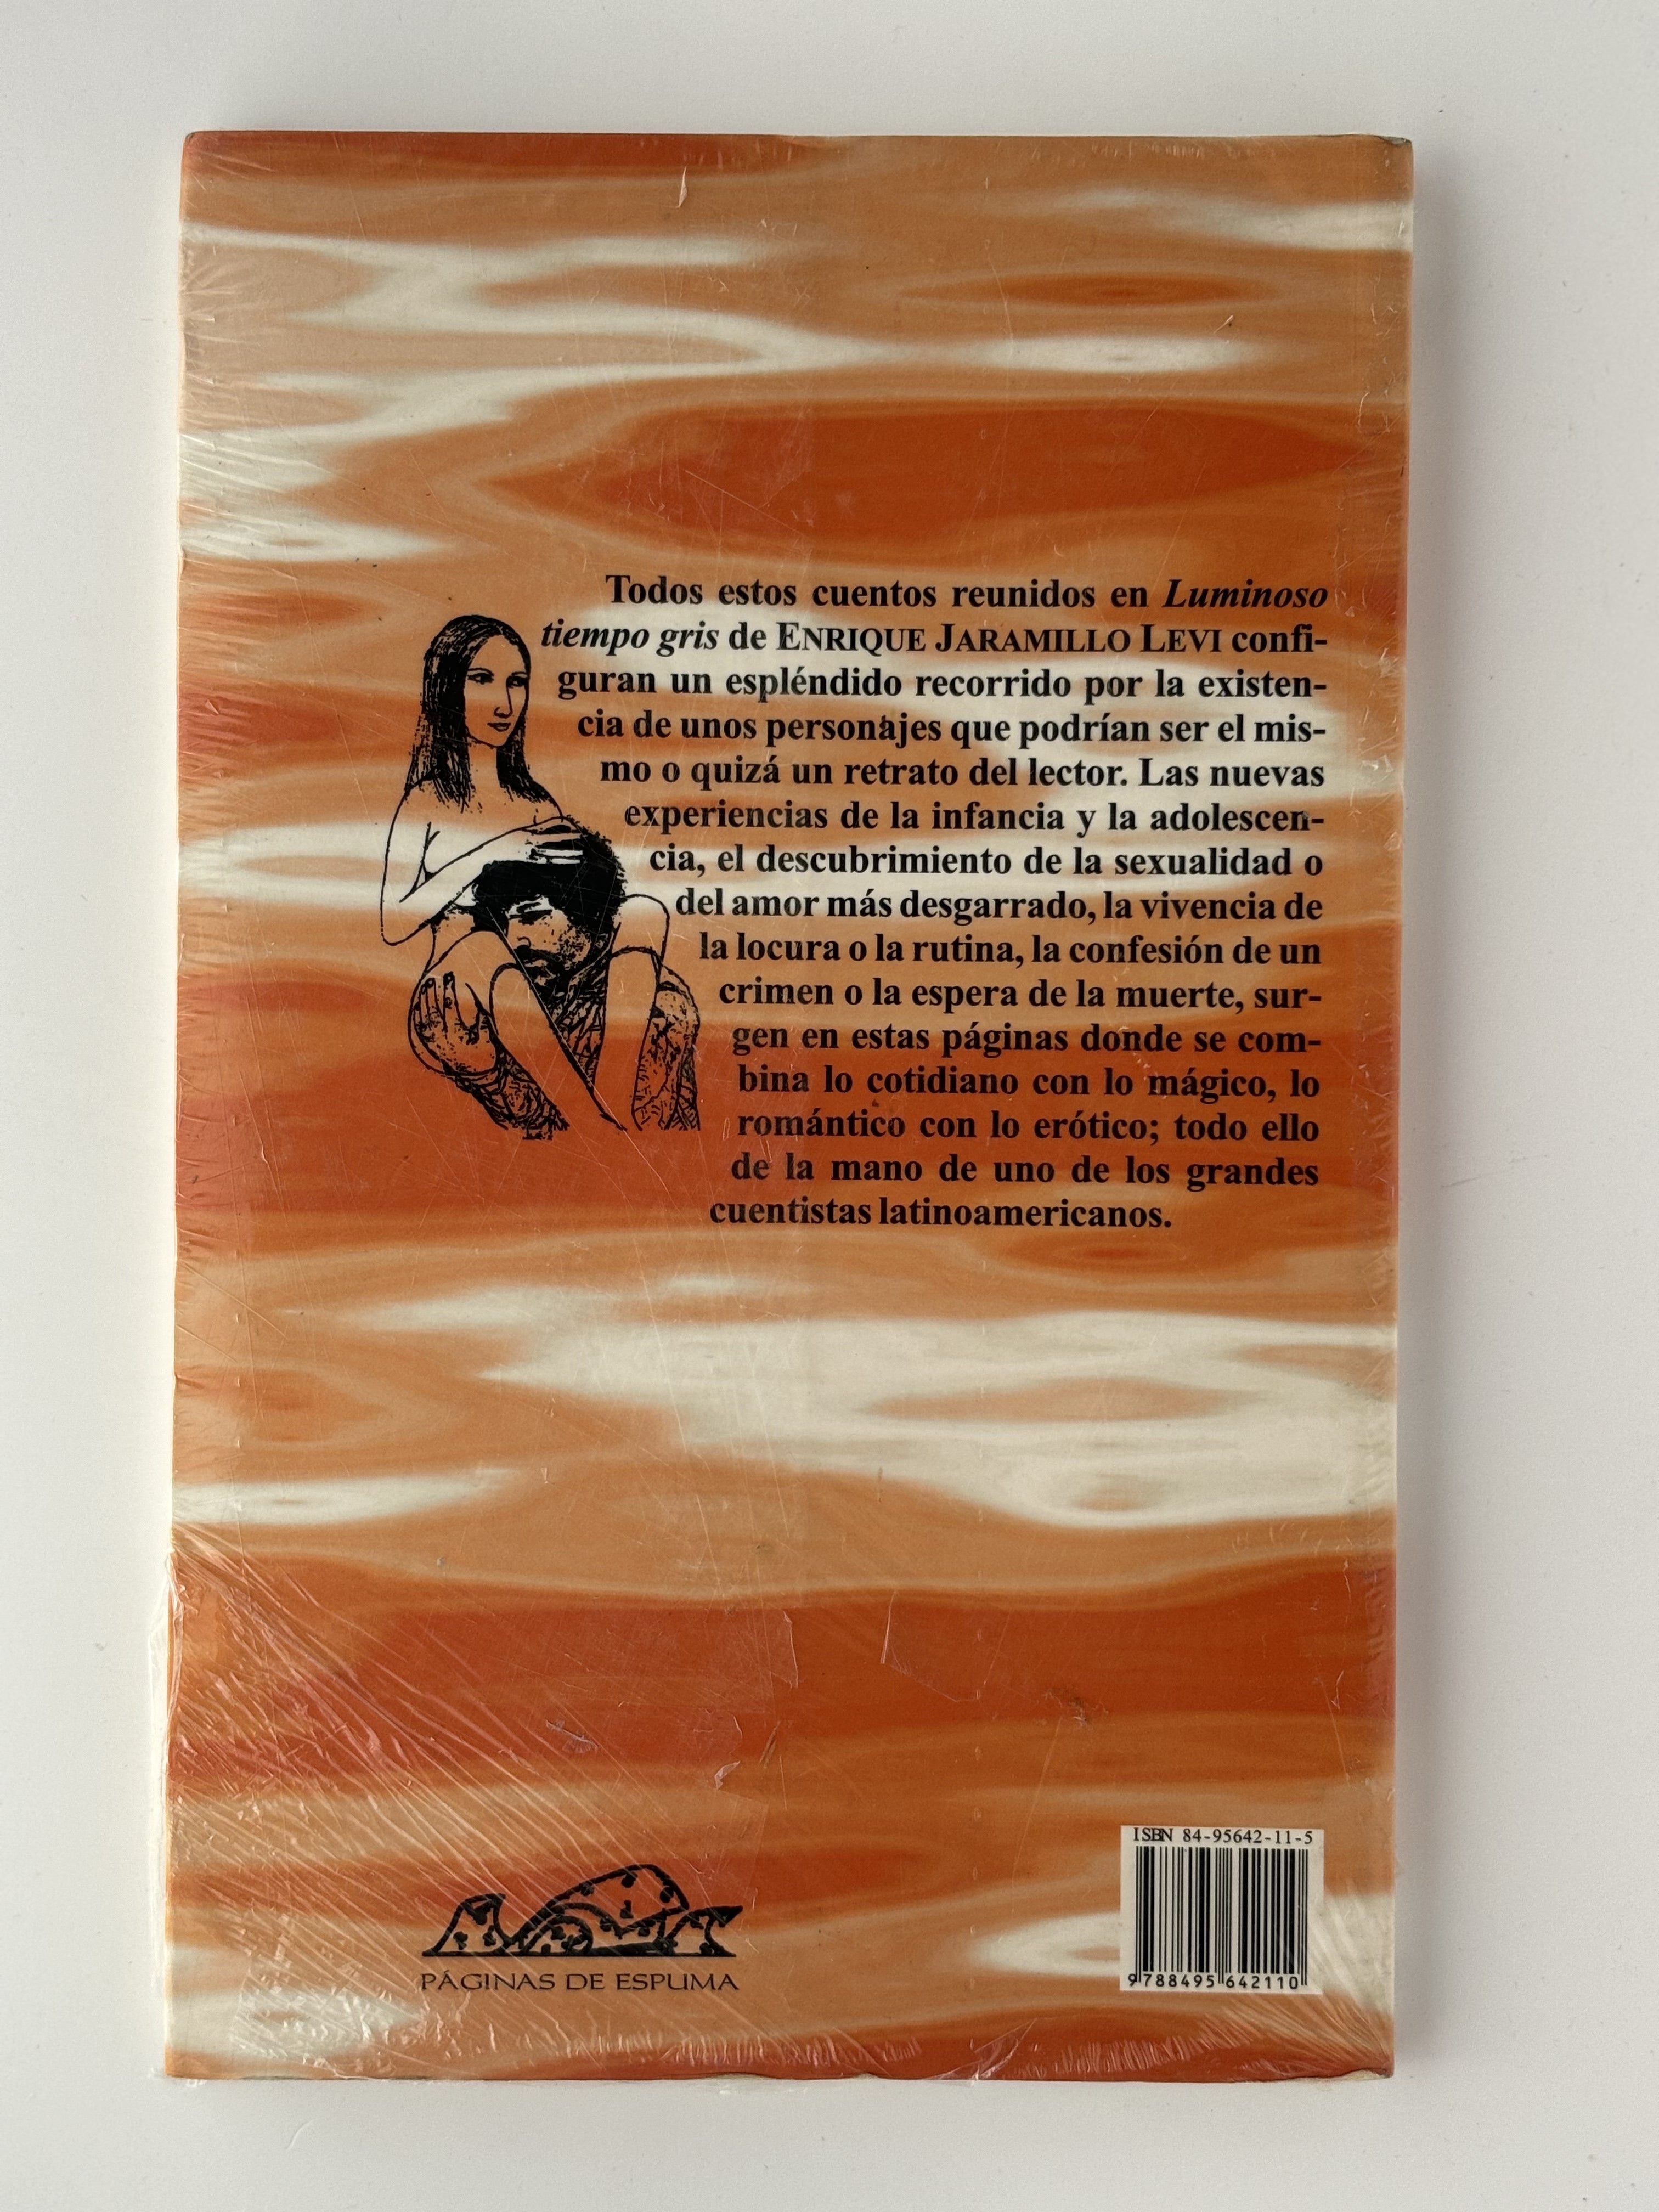 Todos estos cuentos reunidos en Luminoso
tiempo gris de ENRIQUE JARAMILLO LEVI confi-
guran un espléndido recorrido por la existen-
cia de unos personajes que podrían ser el mis-
mo o quizá un retrato del lector. Las nuevas
experiencias de la infancia y la adolescen-
cia, el descubrimiento de la sexualidad o
del amor más desgarrado, la vivencia de
la locura o la rutina, la confesión de un
crimen o la espera de la muerte, sur-
gen en estas páginas donde se com-
bina lo cotidiano con lo mágico, lo
romántico con lo erótico; todo ello
de la mano de uno de los grandes
cuentistas latinoamericanos.
PÁGINAS DE ESPUMA
ISBN 84-95642-11-5
9788495642110